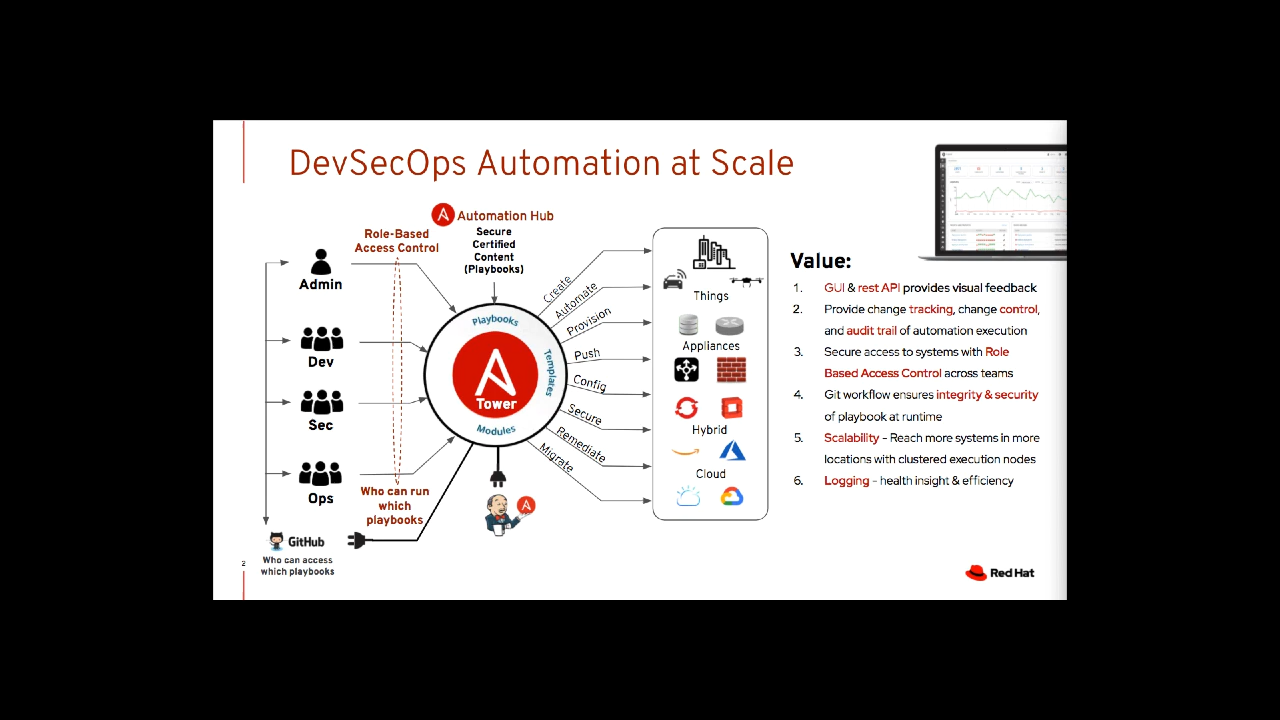 DevSecOps Automation at Scale
Automation Hub
Secure
Certified
Content
(Playbooks)
Role-Based
Access Control
Admin
Dev
Sec
Ops
GitHub
Who can access
which playbooks
Who can run
which
playbooks
Playbooks
Templates
Modules
Tower
Create
Automate
Provision
Push
Config
Secure
Remediate
Migrate
Things
Appliances
Hybrid
Cloud
Value:
1. GUI & rest API provides visual feedback
2. Provide change tracking, change control,
and audit trail of automation execution
3. Secure access to systems with Role
Based Access Control across teams
4. Git workflow ensures integrity & security
of playbook at runtime
5. Scalability - Reach more systems in more
locations with clustered execution nodes
6. Logging - health insight & efficiency
2
Red Hat